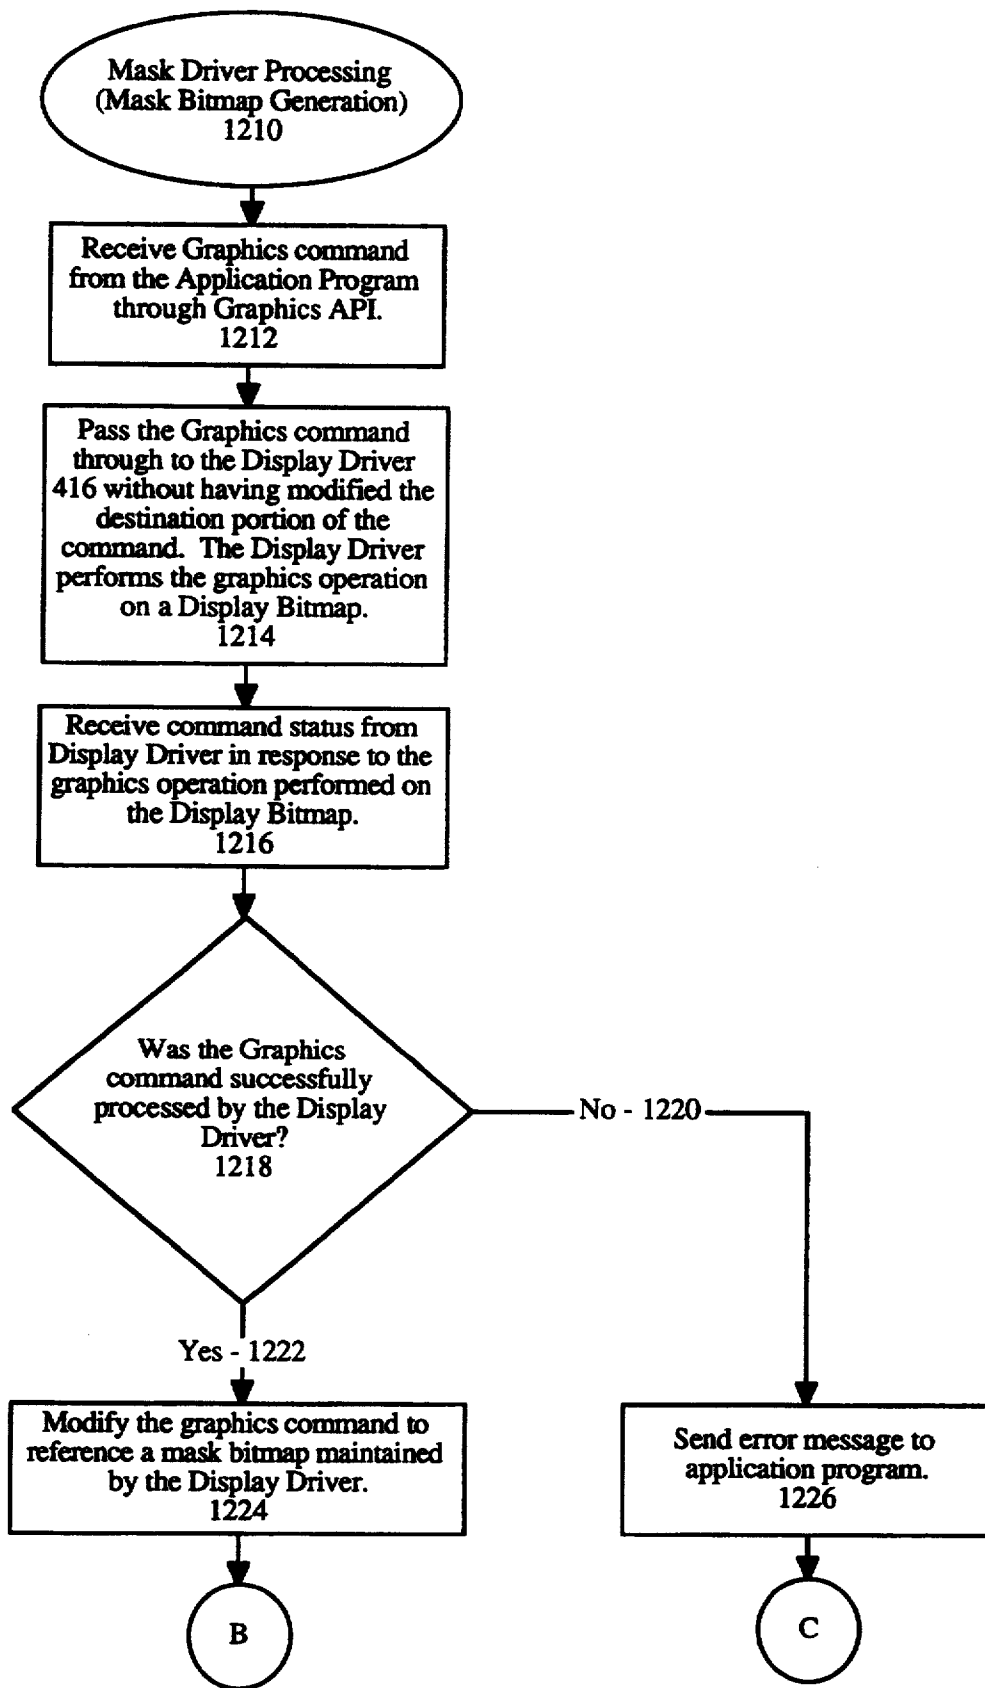 Mask Driver Processing
(Mask Bitmap Generation)
1210
Receive Graphics command
from the Application Program
through Graphics API.
1212
Pass the Graphics command
through to the Display Driver
416 without having modified the
destination portion of the
command. The Display Driver
performs the graphics operation
on a Display Bitmap.
1214
Receive command status from
Display Driver in response to the
graphics operation performed on
the Display Bitmap.
1216
Was the Graphics
command successfully
processed by the Display
Driver?
1218
No - 1220
Yes - 1222
Modify the graphics command to
reference a mask bitmap maintained
by the Display Driver.
1224
Send error message to
application program.
1226
B
C